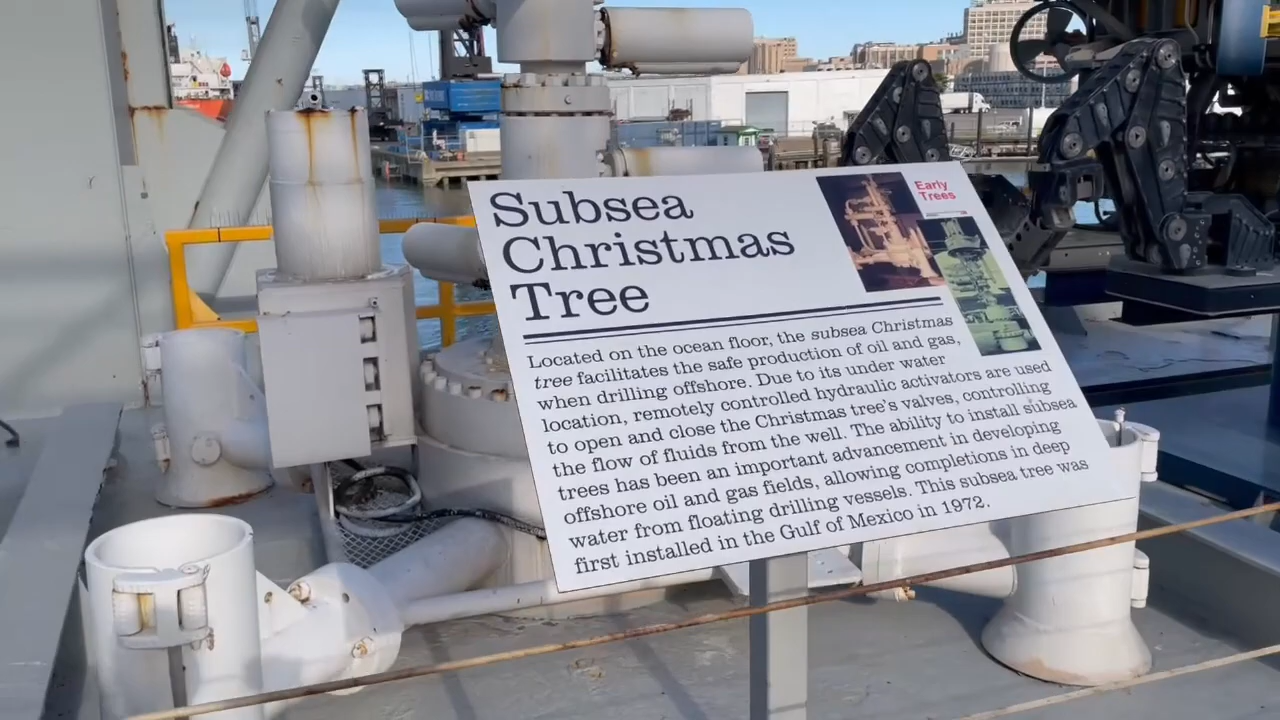 Subsea
Christmas
Tree
Early
Trees
Located on the ocean floor, the subsea Christmas
tree facilitates the safe production of oil and gas,
when drilling offshore. Due to its under water
location, remotely controlled hydraulic activators are used
to open and close the Christmas tree's valves, controlling
the flow of fluids from the well. The ability to install subsea
trees has been an important advancement in developing
offshore oil and gas fields, allowing completions in deep
water from floating drilling vessels. This subsea tree was
first installed in the Gulf of Mexico in 1972.